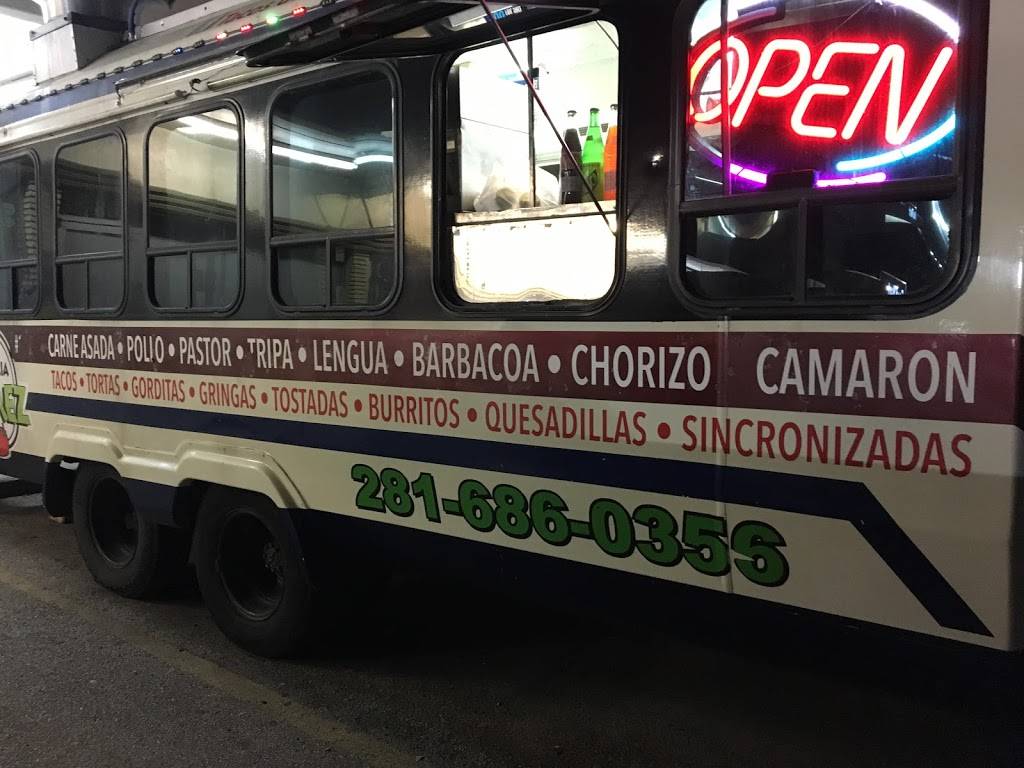 OPEN
CARNE ASADA • POLLO • PASTOR • TRIPA • LENGUA • BARBACOA • CHORIZO CAMARON
TACOS • TORTAS • GORDITAS • GRINGAS • TOSTADAS • BURRITOS • QUESADILLAS • SINCRONIZADAS
281-686-0356